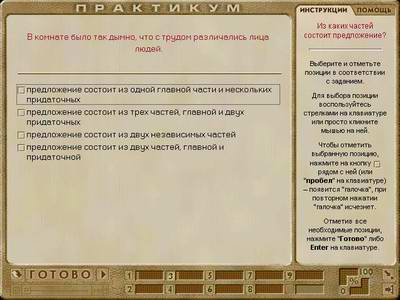 ПРАКТИКУМ
ИНСТРУКЦИИ ПОМОЩЬ
В комнате было так дымно, что с трудом различались лица
людей.
предложение состоит из одной главной части и нескольких
придаточных
предложение состоит из трех частей, главной и двух
придаточных
предложение состоит из двух независимых частей
предложение состоит из двух частей, главной и
придаточной
Из каких частей
состоит предложение?
Выберите и отметьте
позиции в соответствии
с заданием.
Для выбора позиции
воспользуйтесь
стрелками на клавиатуре
или просто кликните
мышью на ней.
Чтобы отметить
выбранную позицию,
нажмите на кнопку
рядом с ней (или
"пробел" на клавиатуре)
– появится "галочка", при
повторном нажатии
"галочка" исчезнет.
Отметив все
необходимые позиции,
нажмите "Готово" либо
Enter на клавиатуре.
ГОТОВО
1 3 5 7 9
2 4 6 8
100
%
0